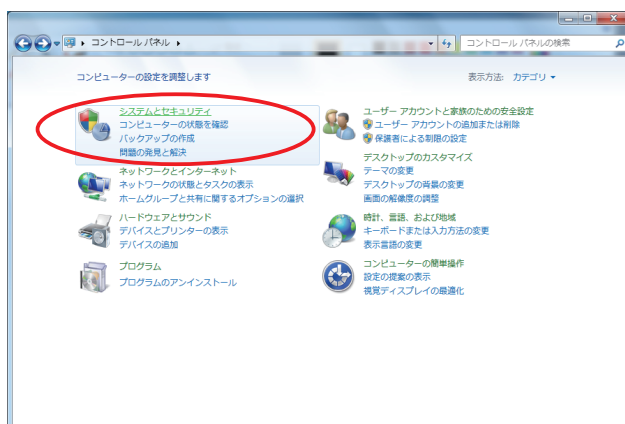 コントロール パネル
コントロール パネルの検索
コンピューターの設定を調整します
表示方法: カテゴリ
システムとセキュリティ
コンピューターの状態を確認
バックアップの作成
問題の発見と解決
ネットワークとインターネット
ネットワークの状態とタスクの表示
ホームグループと共有に関するオプションの選択
ハードウェアとサウンド
デバイスとプリンターの表示
デバイスの追加
プログラム
プログラムのアンインストール
ユーザー アカウントと家族のための安全設定
ユーザー アカウントの追加または削除
保護者による制限の設定
デスクトップのカスタマイズ
テーマの変更
デスクトップの背景の変更
画面の解像度の調整
時計、言語、および地域
キーボードまたは入力方法の変更
表示言語の変更
コンピューターの簡単操作
設定の提案の表示
視覚ディスプレイの最適化